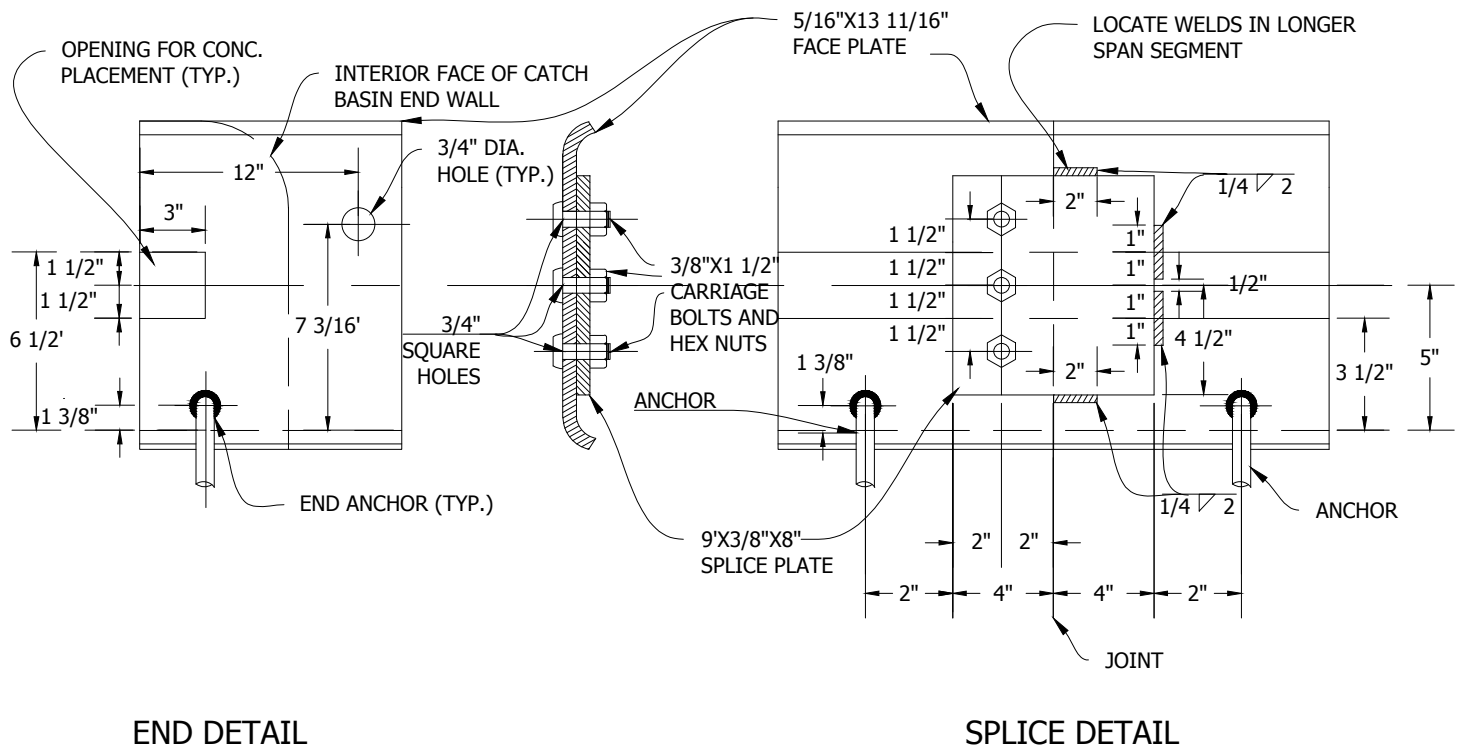 OPENING FOR CONC.
PLACEMENT (TYP.)
INTERIOR FACE OF CATCH
BASIN END WALL
12"
3"
3/4" DIA.
HOLE (TYP.)
1 1/2"
1 1/2"
6 1/2'
7 3/16'
1 3/8"
END ANCHOR (TYP.)
5/16"X13 11/16"
FACE PLATE
3/4"
SQUARE
HOLES
3/8"X1 1/2"
CARRIAGE
BOLTS AND
HEX NUTS
9'X3/8"X8"
SPLICE PLATE
LOCATE WELDS IN LONGER
SPAN SEGMENT
1/4 2
2"
1 1/2"
1 1/2"
1 1/2"
1 1/2"
1"
1"
1"
1"
1/2"
4 1/2"
3 1/2"
5"
1 3/8"
2"
ANCHOR
1/4 2
ANCHOR
2" 2"
2" 4" 4" 2"
JOINT
END DETAIL
SPLICE DETAIL